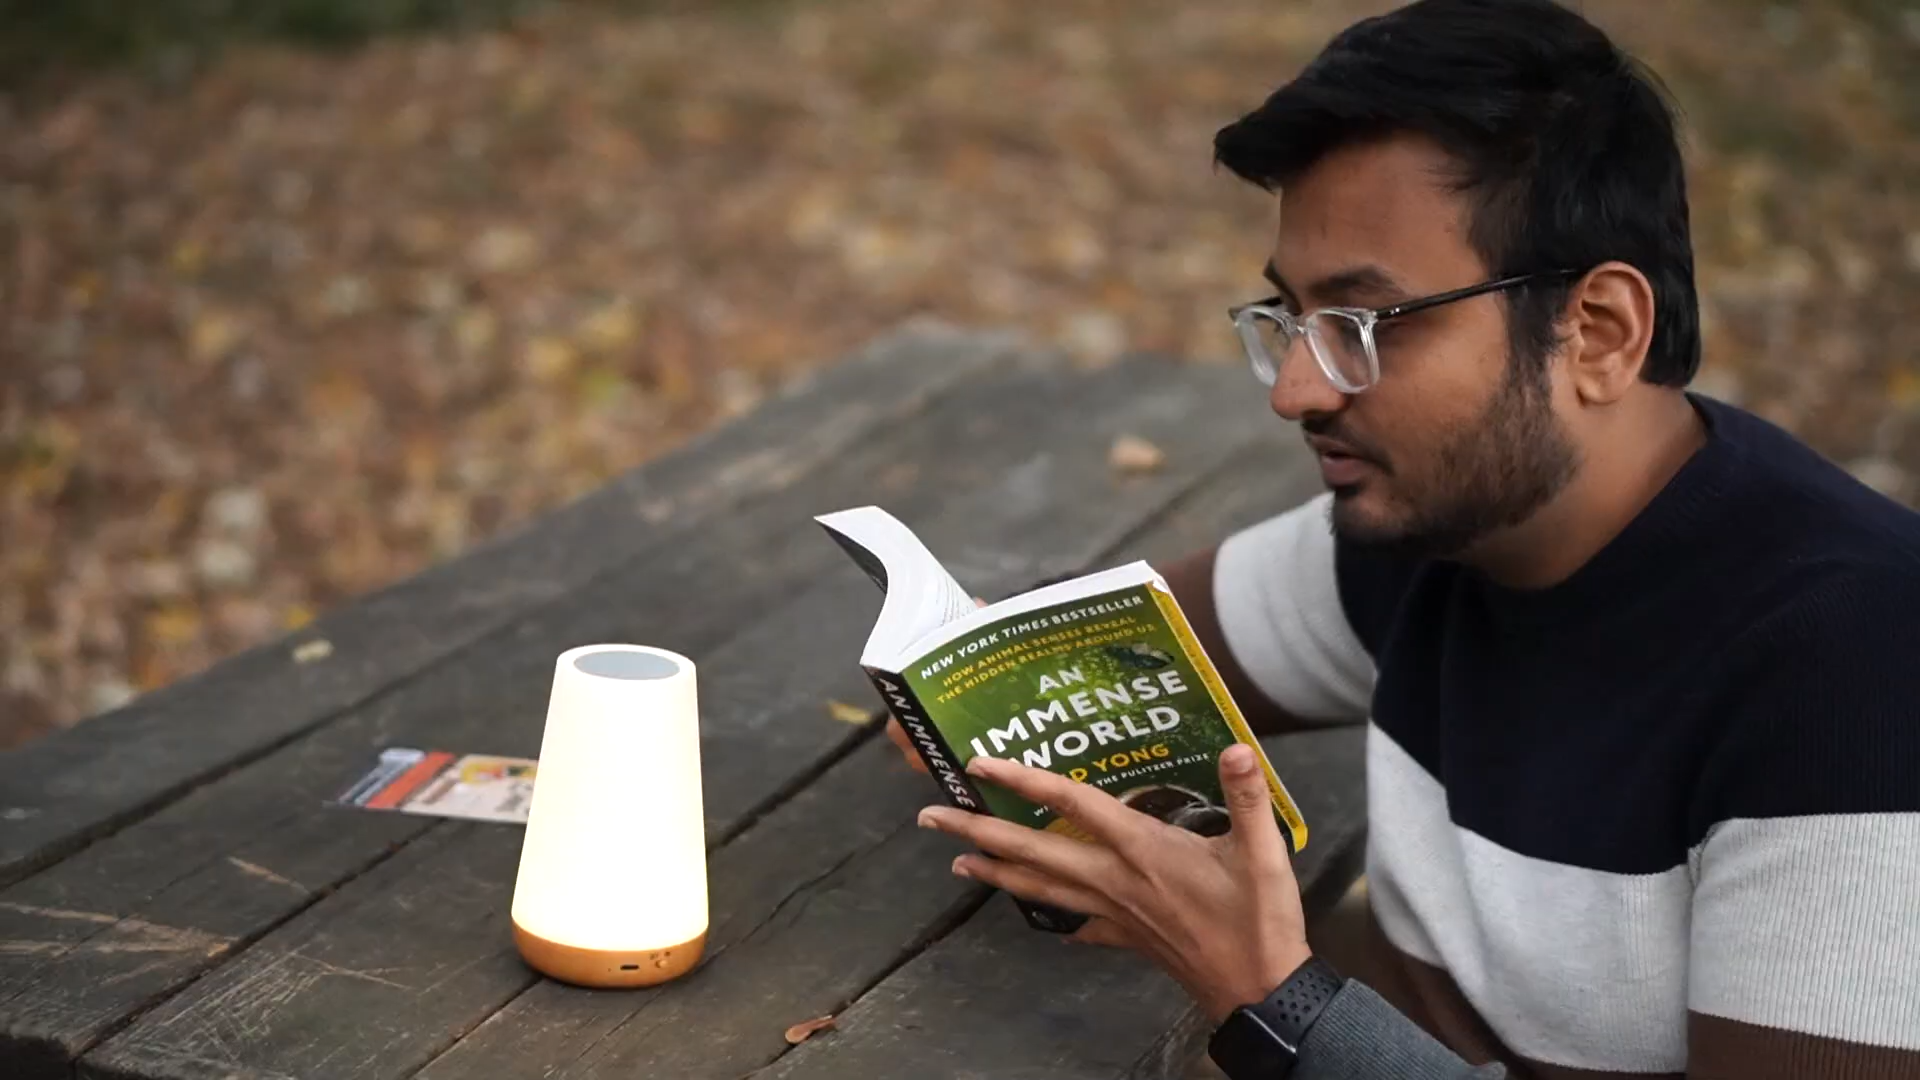 NEW YORK TIMES BESTSELLER
HOW ANIMAL SENSES REVEAL
THE HIDDEN REALMS AROUND US
AN
IMMENSE
WORLD
YONG
THE PULITZER PRIZE
AN IMMENSE